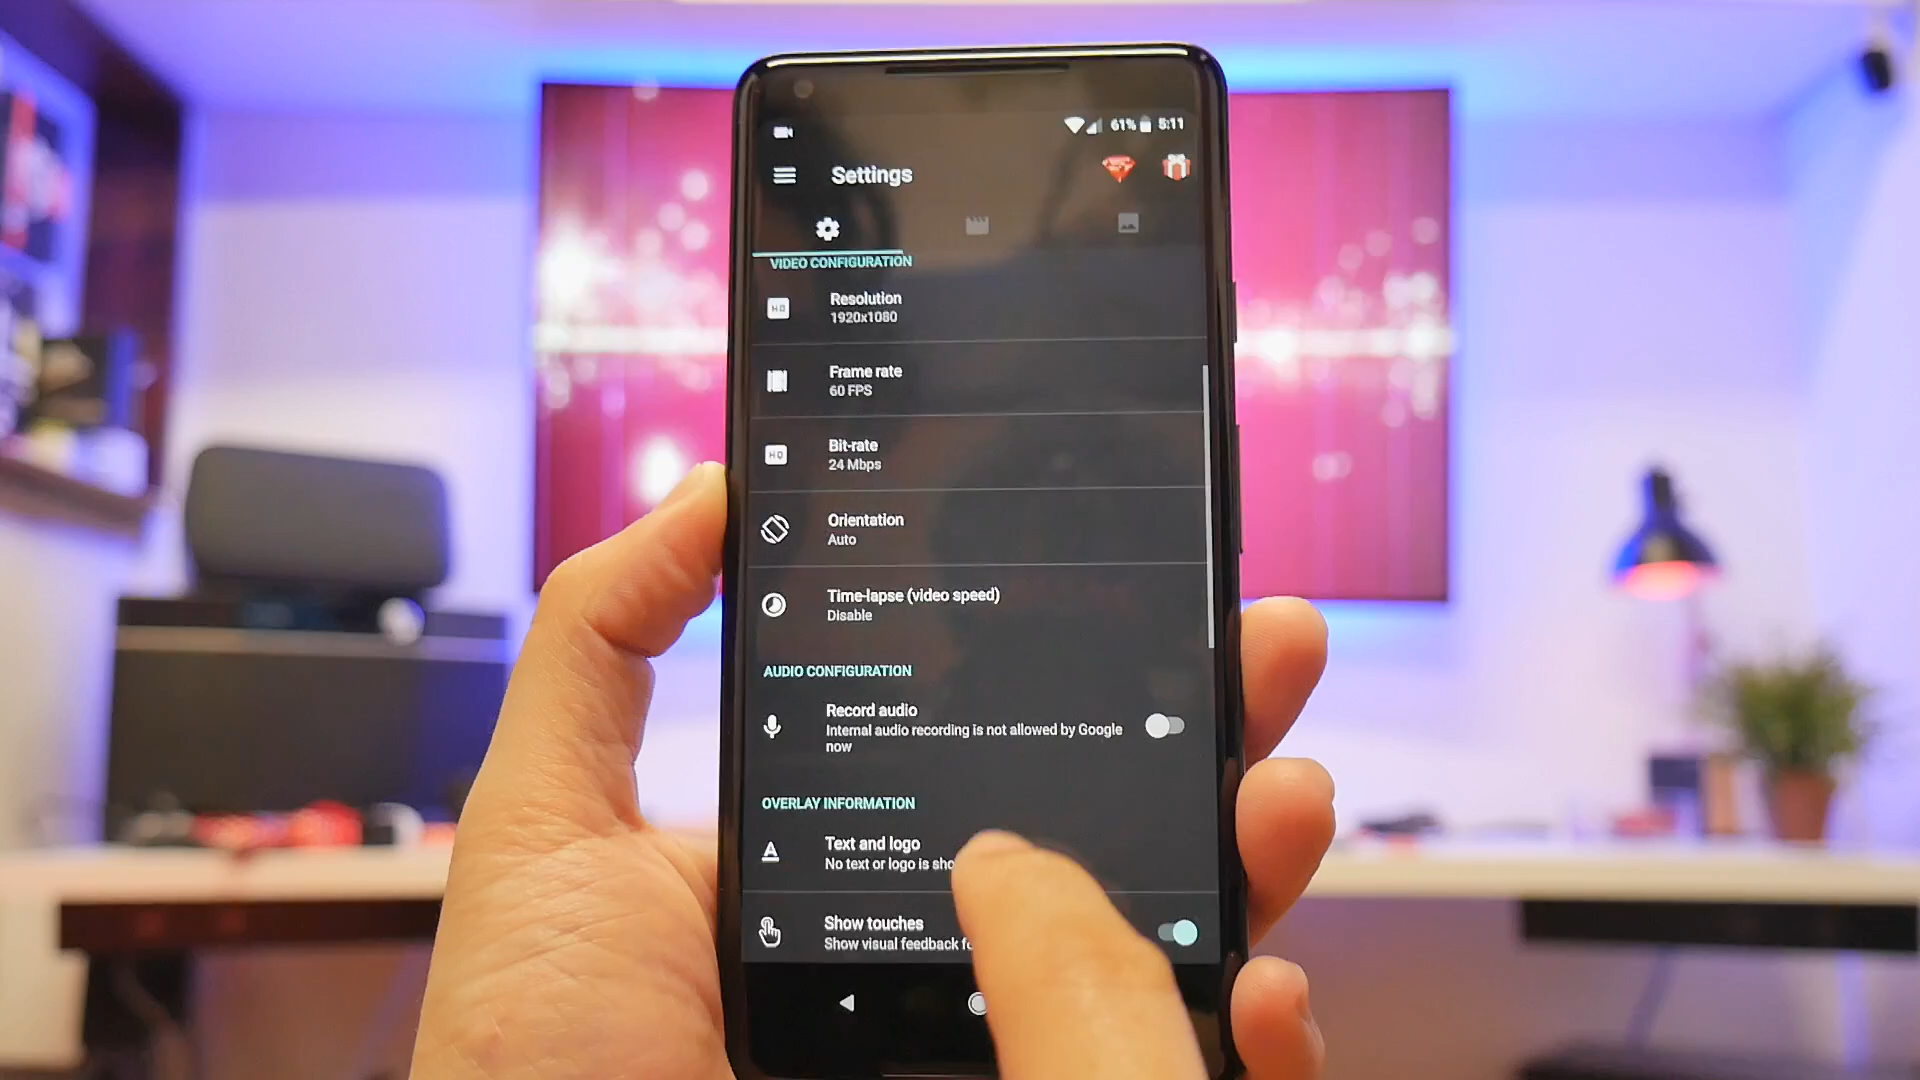 61% 5:11
Settings
VIDEO CONFIGURATION
HD
Resolution
1920x1080
Frame rate
60 FPS
HQ
Bit-rate
24 Mbps
Orientation
Auto
Time-lapse (video speed)
Disable
AUDIO CONFIGURATION
Record audio
Internal audio recording is not allowed by Google
now
OVERLAY INFORMATION
A
Text and logo
No text or logo is
Show touches
Show visual feedback